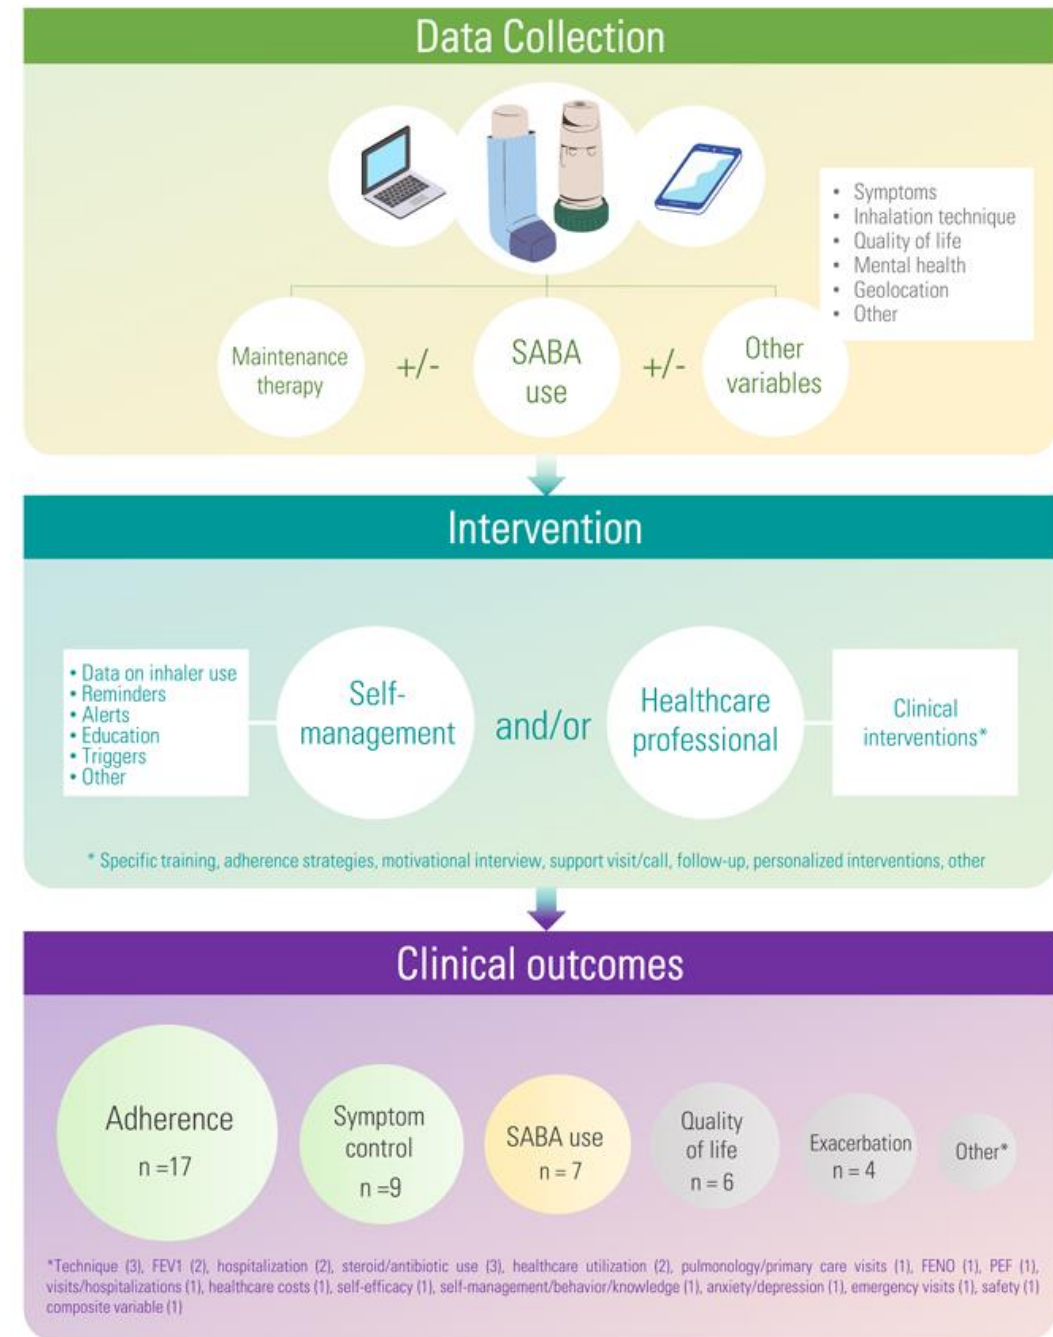 Data Collection
• Symptoms
• Inhalation technique
• Quality of life
• Mental health
• Geolocation
• Other
Maintenance
therapy
+/-
SABA
use
+/-
Other
variables
Intervention
• Data on inhaler use
• Reminders
• Alerts
• Education
• Triggers
• Other
Self-
management
and/or
Healthcare
professional
Clinical
interventions*
* Specific training, adherence strategies, motivational interview, support visit/call, follow-up, personalized interventions, other
Clinical outcomes
Adherence
n =17
Symptom
control
n =9
SABA use
n = 7
Quality
of life
n = 6
Exacerbation
n = 4
Other*
*Technique (3), FEV1 (2), hospitalization (2), steroid/antibiotic use (3), healthcare utilization (2), pulmonology/primary care visits (1), FENO (1), PEF (1),
visits/hospitalizations (1), healthcare costs (1), self-efficacy (1), self-management/behavior/knowledge (1), anxiety/depression (1), emergency visits (1), safety (1)
composite variable (1)